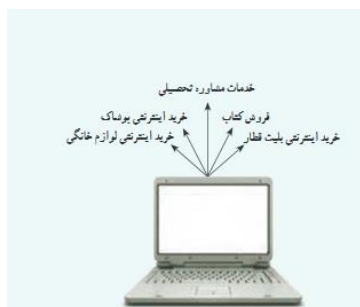 خدمات مشاوره تحصیلی
فروش کتاب
خرید اینترنتی پوشاک
خرید اینترنتی بلیت قطار
خرید اینترنتی لوازم خانگی